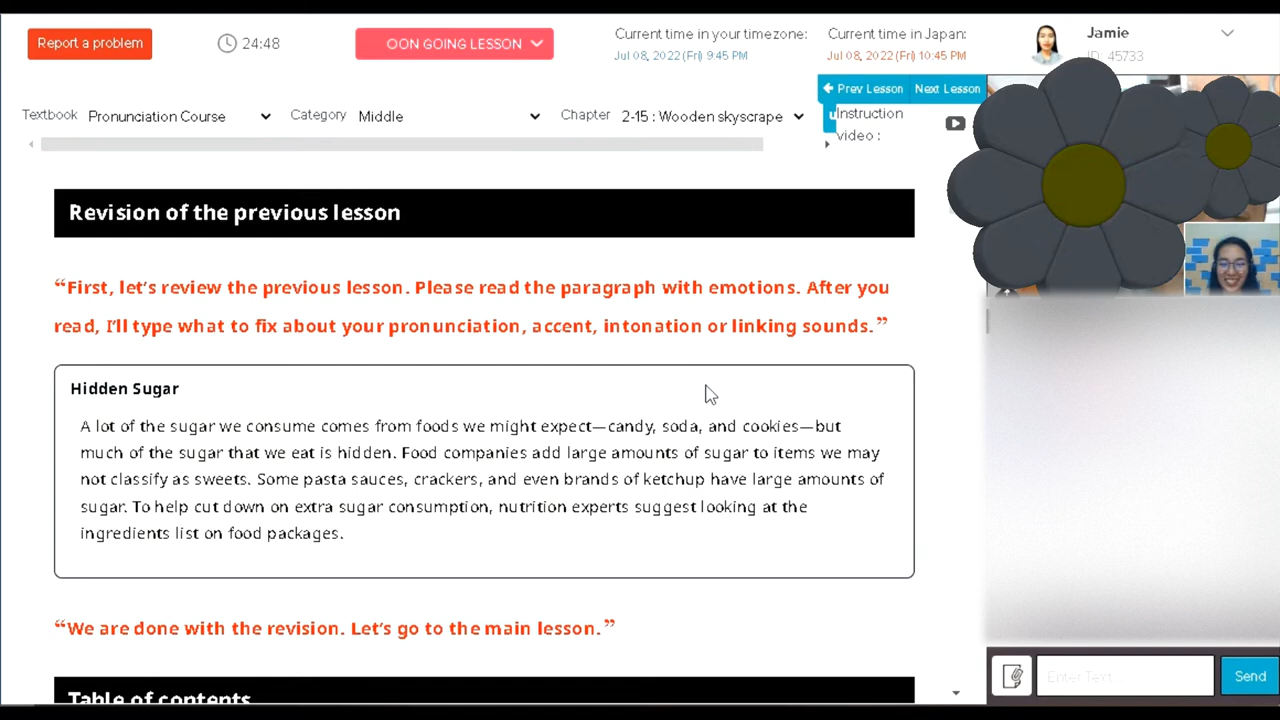 Report a problem
24:48
OON GOING LESSON
Current time in your timezone:
Jul 08, 2022 (Fri) 9:45 PM
Current time in Japan:
Jul 08, 2022 (Fri) 10:45 PM
Jamie
ID: 45733
Prev Lesson Next Lesson
Textbook Pronunciation Course Category Middle Chapter 2-15 : Wooden skyscrape
Instruction
video :
Revision of the previous lesson
“First, let’s review the previous lesson. Please read the paragraph with emotions. After you
read, I’ll type what to fix about your pronunciation, accent, intonation or linking sounds.”
Hidden Sugar
A lot of the sugar we consume comes from foods we might expect—candy, soda, and cookies—but
much of the sugar that we eat is hidden. Food companies add large amounts of sugar to items we may
not classify as sweets. Some pasta sauces, crackers, and even brands of ketchup have large amounts of
sugar. To help cut down on extra sugar consumption, nutrition experts suggest looking at the
ingredients list on food packages.
“We are done with the revision. Let’s go to the main lesson.”
Table of contents
Enter Text...
Send